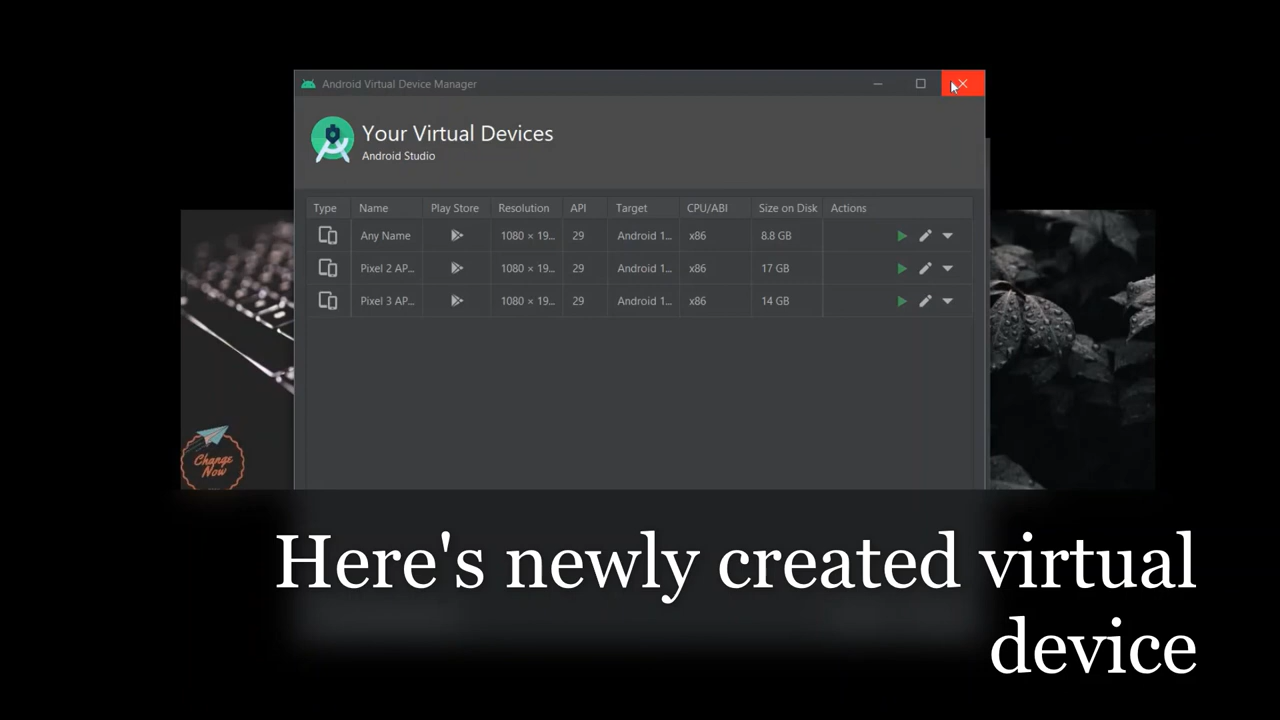 Android Virtual Device Manager
Your Virtual Devices
Android Studio
Type Name Play Store Resolution API Target CPU/ABI Size on Disk Actions
Any Name 1080 × 19... 29 Android 1... x86 8.8 GB
Pixel 2 AP... 1080 × 19... 29 Android 1... x86 17 GB
Pixel 3 AP... 1080 × 19... 29 Android 1... x86 14 GB
Change
Now
Here's newly created virtual
device